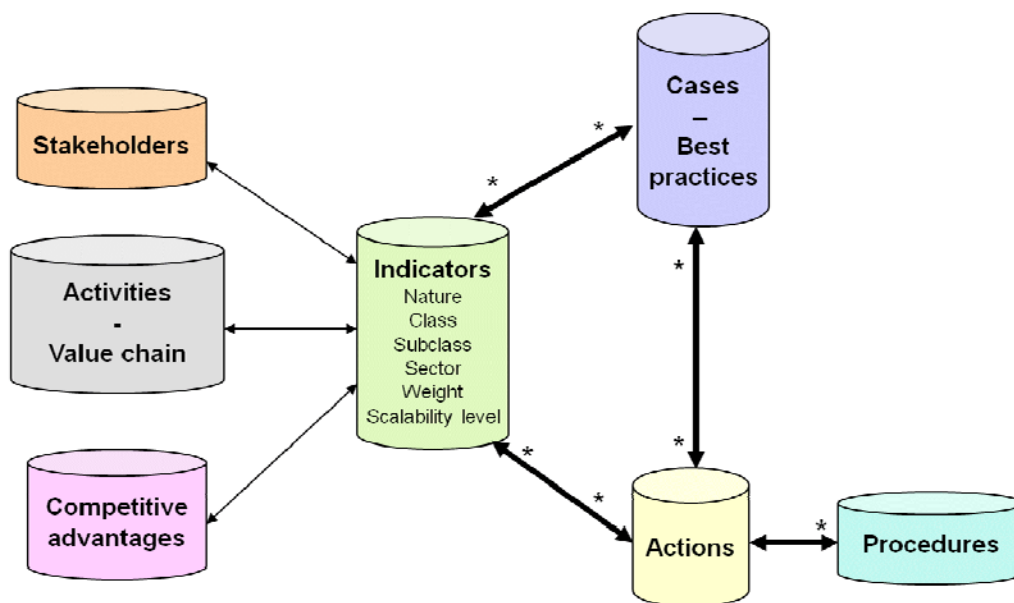 Stakeholders
Activities
-
Value chain
Competitive
advantages
Indicators
Nature
Class
Subclass
Sector
Weight
Scalability level
*
*
*
*
Cases
–
Best
practices
*
*
Actions
*
Procedures